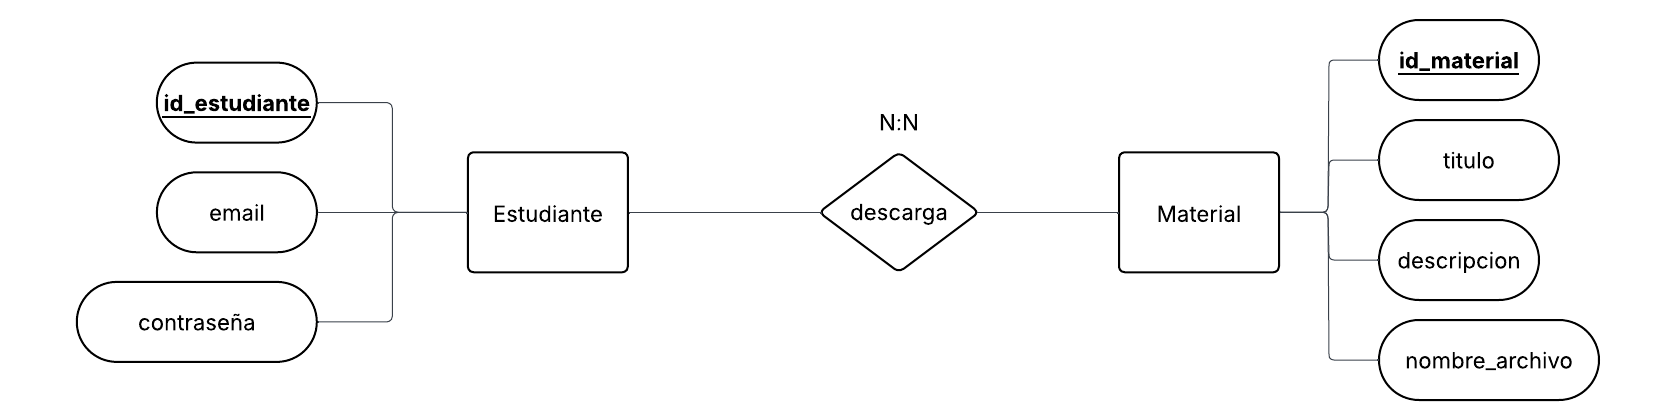 id_estudiante
email
contraseña
Estudiante
N:N
descarga
Material
id_material
titulo
descripcion
nombre_archivo